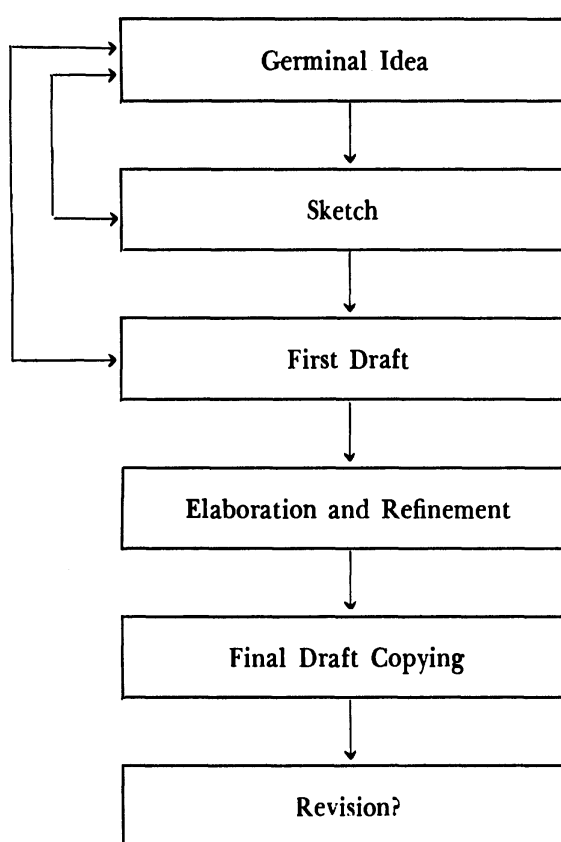 Germinal Idea
Sketch
First Draft
Elaboration and Refinement
Final Draft Copying
Revision?